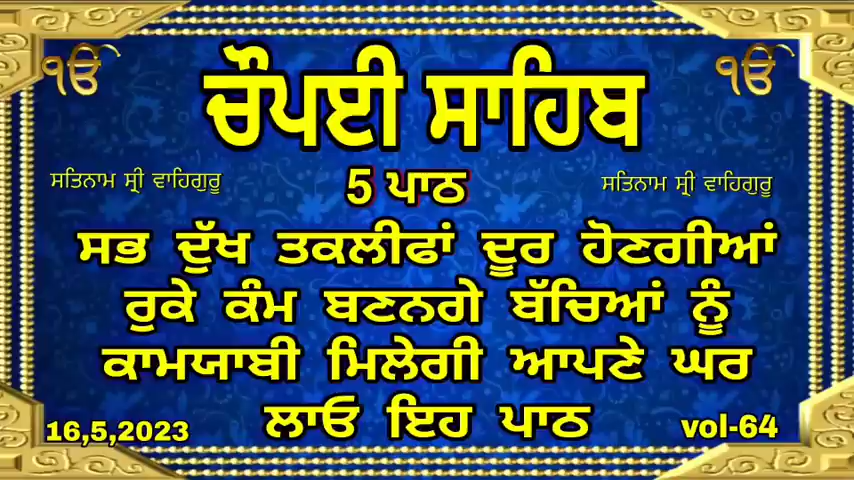 ੴ ੴ
ਚੌਪਈ ਸਾਹਿਬ
ਸਤਿਨਾਮ ਸ੍ਰੀ ਵਾਹਿਗੁਰੂ 5 ਪਾਠ ਸਤਿਨਾਮ ਸ੍ਰੀ ਵਾਹਿਗੁਰੂ
ਸਭ ਦੁੱਖ ਤਕਲੀਫਾਂ ਦੂਰ ਹੋਣਗੀਆਂ
ਰੁਕੇ ਕੰਮ ਬਣਨਗੇ ਬੱਚਿਆਂ ਨੂੰ
ਕਾਮਯਾਬੀ ਮਿਲੇਗੀ ਆਪਣੇ ਘਰ
ਲਾਓ ਇਹ ਪਾਠ
16,5,2023 vol-64